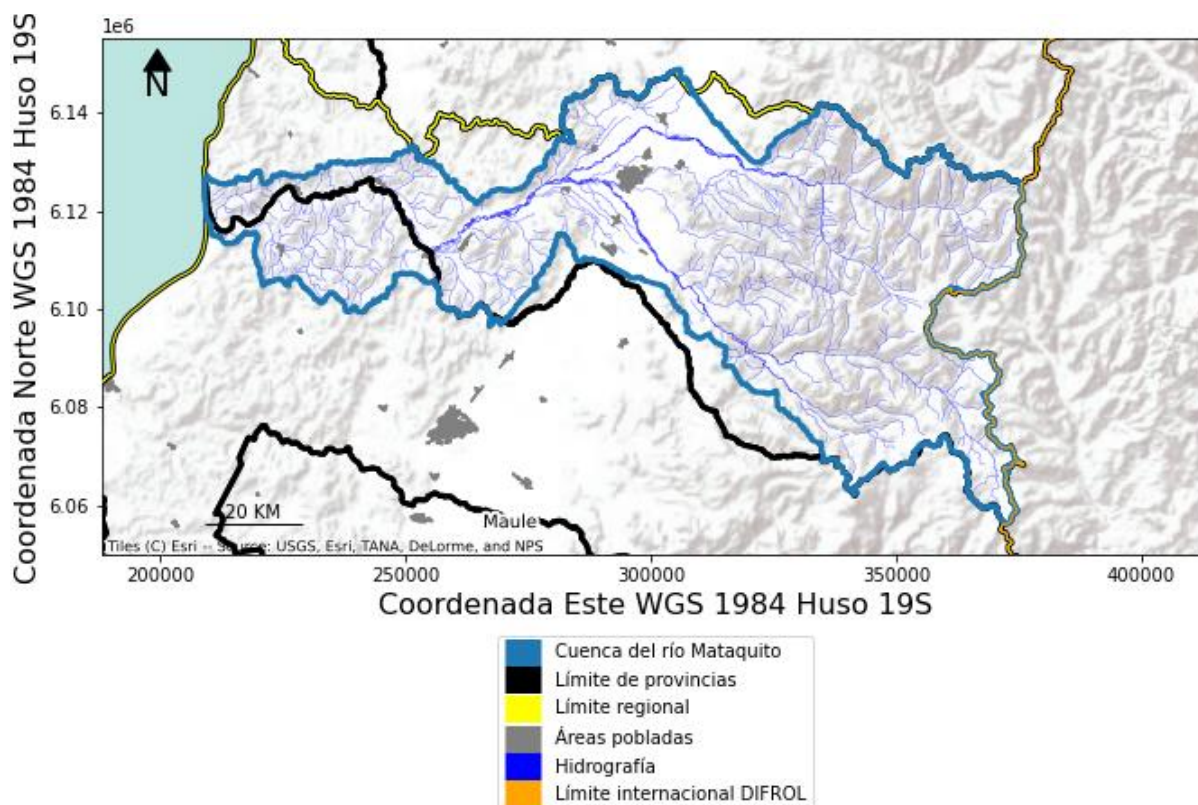 1e6
N
Coordenada Norte WGS 1984 Huso 19S
6.14
6.12
6.10
6.08
6.06
20 KM
Maule
Tiles (C) Esri -- Source: USGS, Esri, TANA, DeLorme, and NPS
200000
250000
300000
350000
400000
Coordenada Este WGS 1984 Huso 19S
Cuenca del río Mataquito
Límite de provincias
Límite regional
Áreas pobladas
Hidrografía
Límite internacional DIFROL